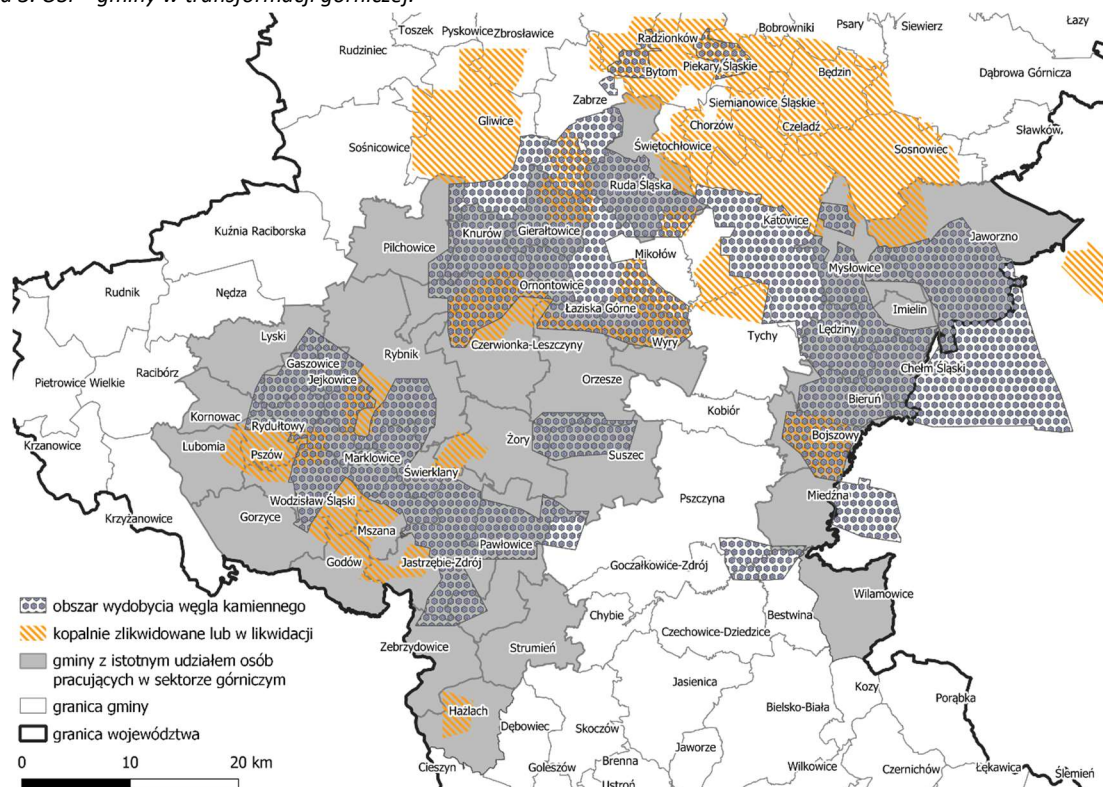 gminy w transformacji górniczej.
Toszek
Pyskowice
Zbrosławice
Radzionków
Bobrowniki
Psary
Siewierz
Łazy
Rudziniec
Bytom
Piekary Śląskie
Będzin
Dąbrowa Górnicza
Zabrze
Siemianowice Śląskie
Gliwice
Chorzów
Czeladź
Sławków
Sośnicowice
Świętochłowice
Sosnowiec
Ruda Śląska
Kuźnia Raciborska
Pilchowice
Knurów
Gierałtowice
Katowice
Jaworzno
Mikołów
Mysłowice
Rudnik
Nędza
Ornontowice
Łaziska Górne
Imielin
Lyski
Czerwionka-Leszczyny
Wyry
Tychy
Lędziny
Gaszowice
Rybnik
Chełm Śląski
Pietrowice Wielkie
Racibórz
Jejkowice
Orzesze
Bieruń
Kornowac
Kobiór
Krzanowice
Lubomia
Rydułtowy
Bojszowy
Pszów
Marklowice
Żory
Suszec
Świerklany
Krzyżanowice
Wodzisław Śląski
Pszczyna
Miedźna
Gorzyce
Mszana
Pawłowice
Godów
Jastrzębie-Zdrój
Goczałkowice-Zdrój
Wilamowice
Chybie
Bestwina
Czechowice-Dziedzice
Zebrzydowice
Strumień
Jasienica
Kozy
Porąbka
Hażlach
Dębowiec
Skoczów
Bielsko-Biała
Jaworze
Cieszyn
Goleszów
Brenna
Wilkowice
Czernichów
Łękawica
Ślemień
Ustroń
obszar wydobycia węgla kamiennego
kopalnie zlikwidowane lub w likwidacji
gminy z istotnym udziałem osób
pracujących w sektorze górniczym
granica gminy
granica województwa
0 10 20 km